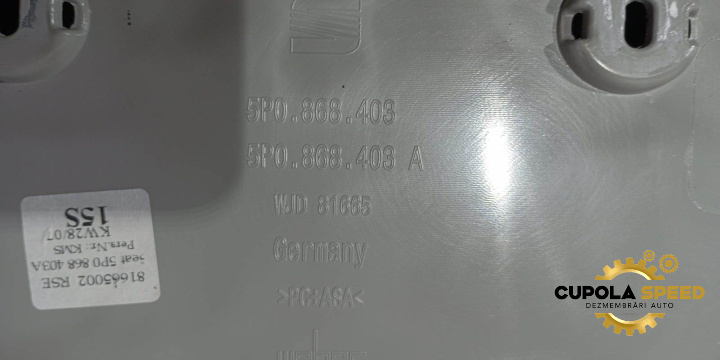 5P0.868.403
5P0.868.403 A
WJD 81665
Germany
>PC+ASA<
81665002 RSE
Seat 5P0 868 403A
Pers.Nr.: KMS
KW28/07
15S
CUPOLA SPEED
DEZMEMBRĂRI AUTO